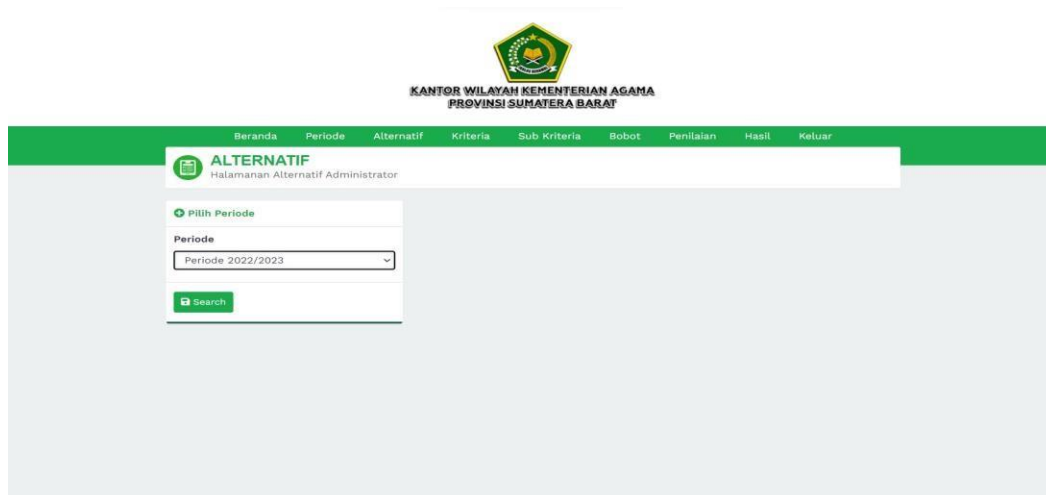 KANTOR WILAYAH KEMENTERIAN AGAMA
PROVINSI SUMATERA BARAT
Beranda Periode Alternatif Kriteria Sub Kriteria Bobot Penilaian Hasil Keluar
ALTERNATIF
Halamanan Alternatif Administrator
Pilih Periode
Periode
Periode 2022/2023
Search